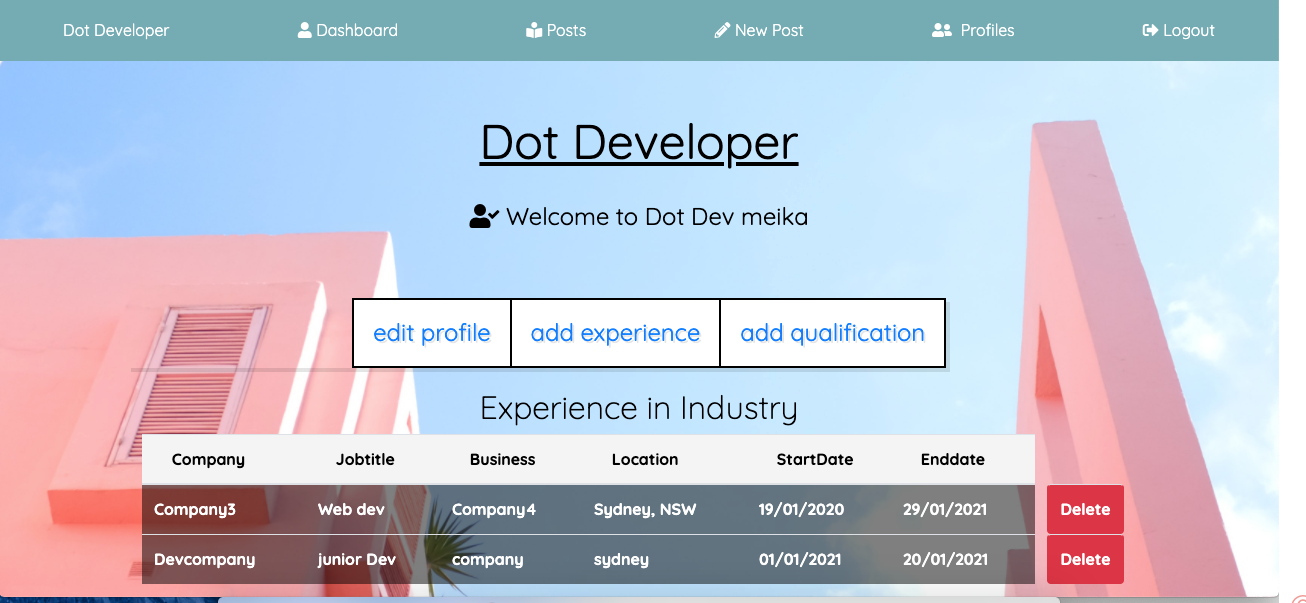 Dot Developer Dashboard Posts New Post Profiles Logout
Dot Developer
Welcome to Dot Dev meika
edit profile add experience add qualification
Experience in Industry
Company Jobtitle Business Location StartDate Enddate
Company3 Web dev Company4 Sydney, NSW 19/01/2020 29/01/2021 Delete
Devcompany junior Dev company sydney 01/01/2021 20/01/2021 Delete